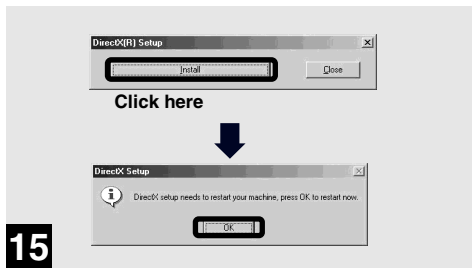 DirectX(R) Setup
Install
Close
Click here
DirectX Setup
DirectX setup needs to restart your machine, press OK to restart now.
OK
15